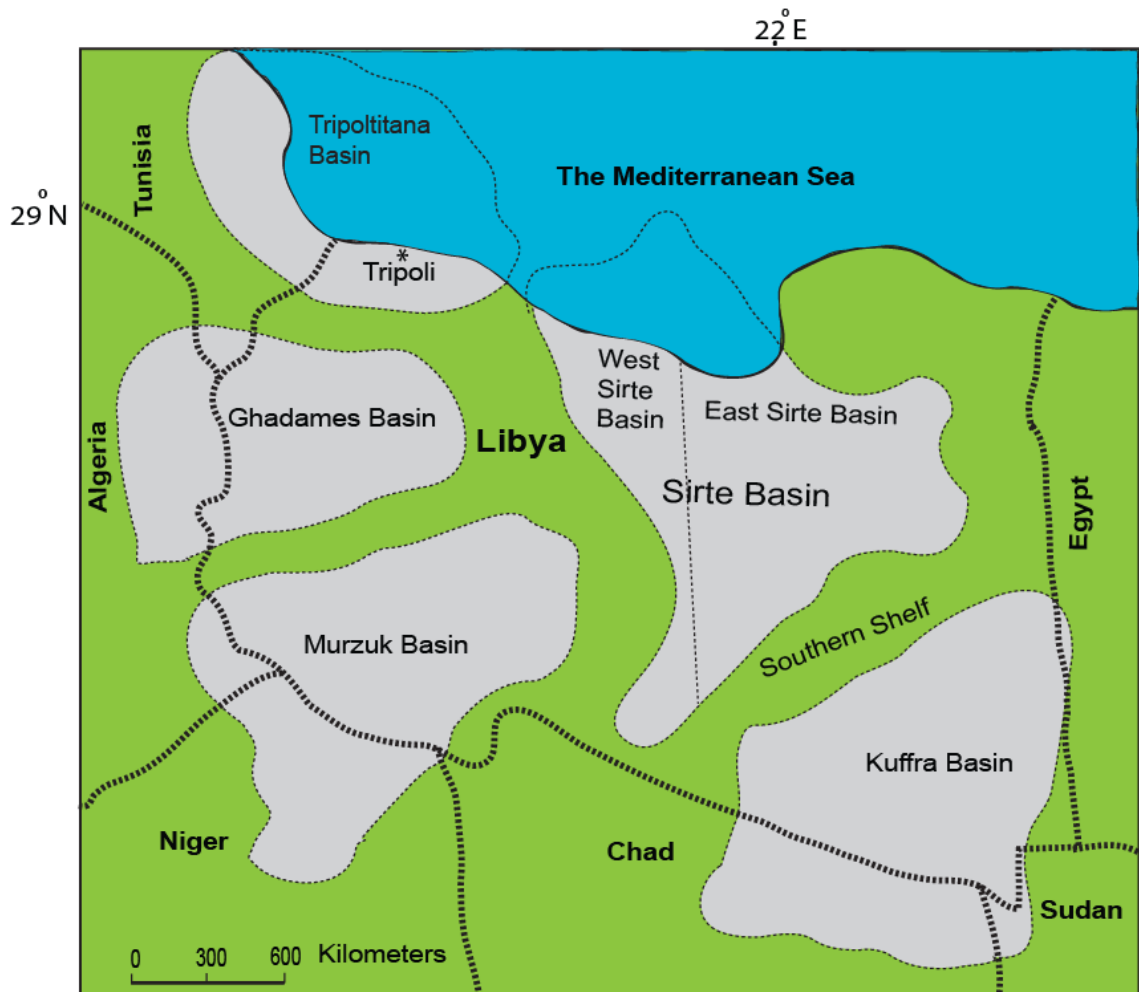 22° E
Tripoltitana
Basin
Tunisia
The Mediterranean Sea
29° N
*
Tripoli
West
Sirte
Basin
East Sirte Basin
Ghadames Basin
Libya
Algeria
Sirte Basin
Egypt
Southern Shelf
Murzuk Basin
Kuffra Basin
Niger
Chad
Sudan
0 300 600 Kilometers